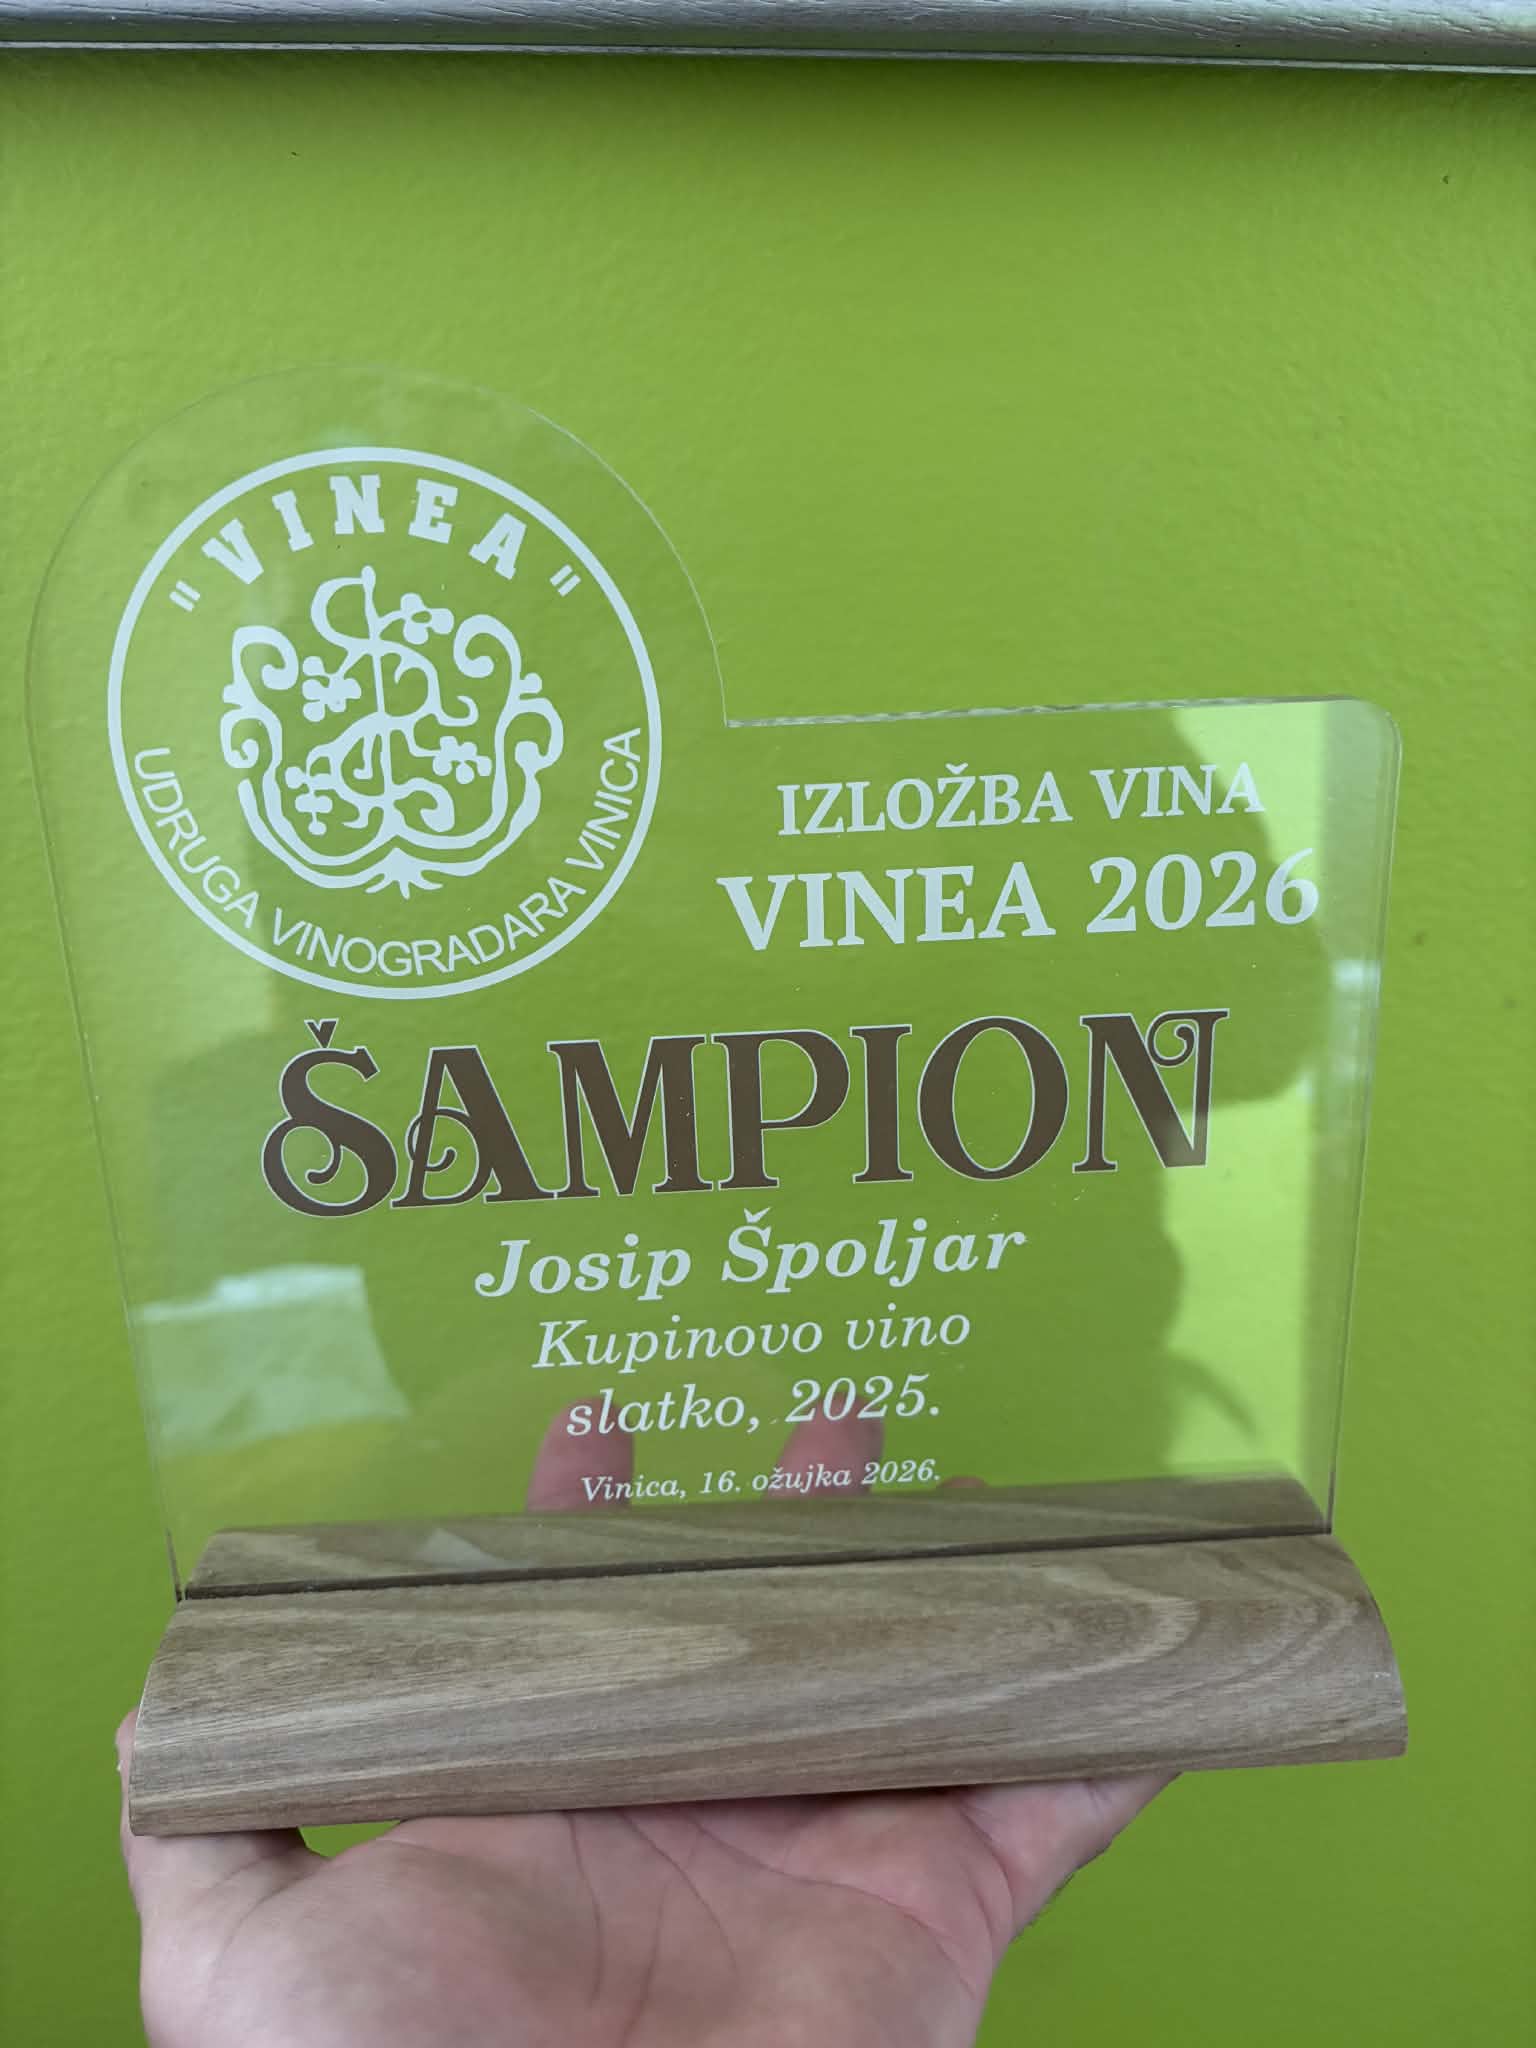 "VINEA"
UDRUGA VINOGRADARA VINICA
IZLOŽBA VINA
VINEA 2026
ŠAMPION
Josip Špoljar
Kupinovo vino
slatko, 2025.
Vinica, 16. ožujka 2026.